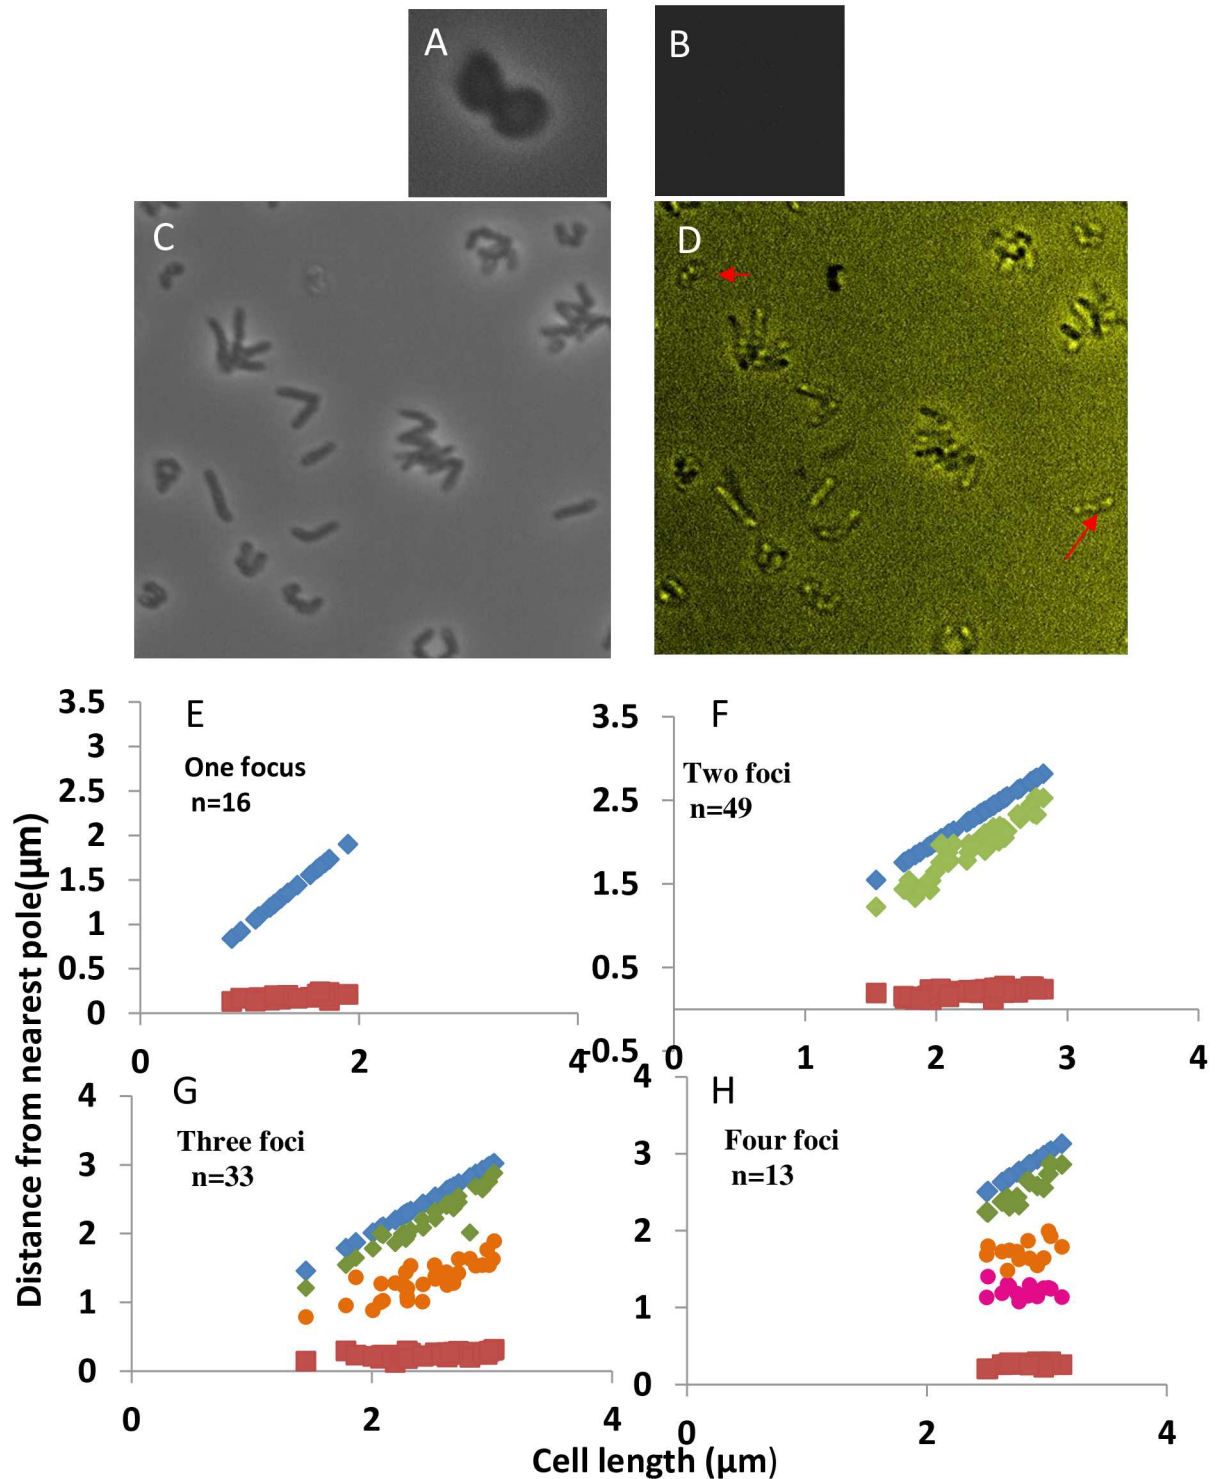 A
B
C
D
Distance from nearest pole(µm)
3.5
3
2.5
2
1.5
1
0.5
0
E
One focus
n=16
0
2
4
3.5
2.5
1.5
0.5
-0.5
F
Two foci
n=49
0
1
2
3
4
4
3
2
1
0
G
Three foci
n=33
0
2
4
4
3
2
1
0
H
Four foci
n=13
0
2
4
Cell length (µm)